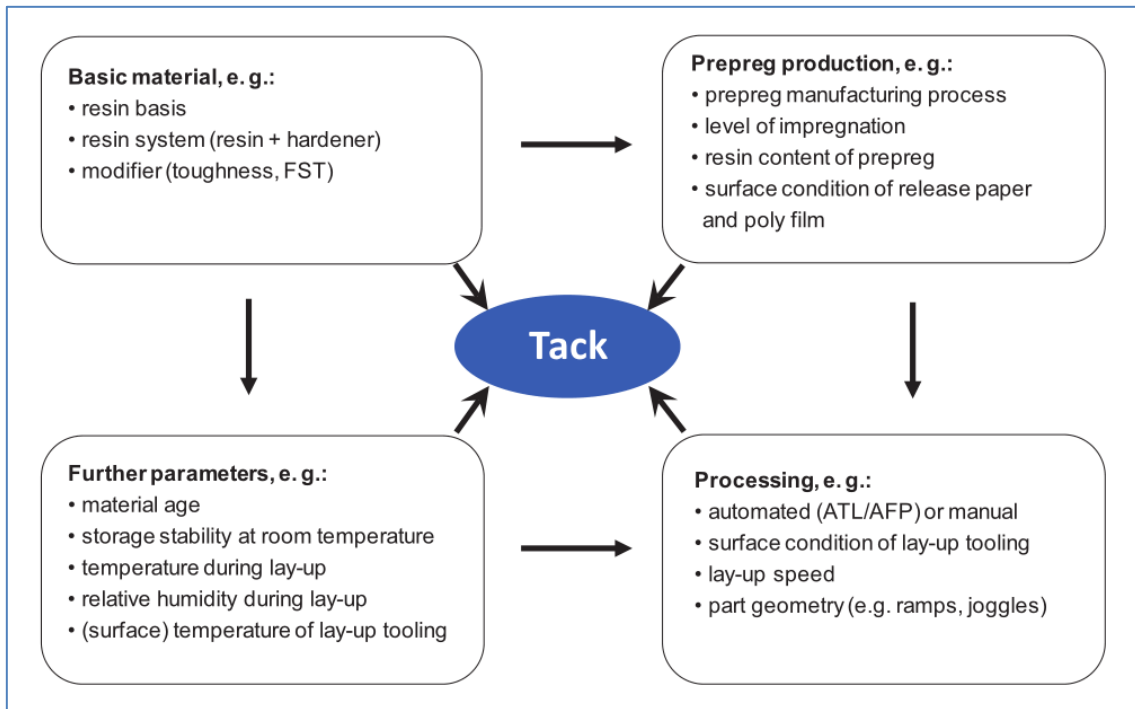 Basic material, e. g.:
• resin basis
• resin system (resin + hardener)
• modifier (toughness, FST)
Prepreg production, e. g.:
• prepreg manufacturing process
• level of impregnation
• resin content of prepreg
• surface condition of release paper
and poly film
Tack
Further parameters, e. g.:
• material age
• storage stability at room temperature
• temperature during lay-up
• relative humidity during lay-up
• (surface) temperature of lay-up tooling
Processing, e. g.:
• automated (ATL/AFP) or manual
• surface condition of lay-up tooling
• lay-up speed
• part geometry (e.g. ramps, joggles)